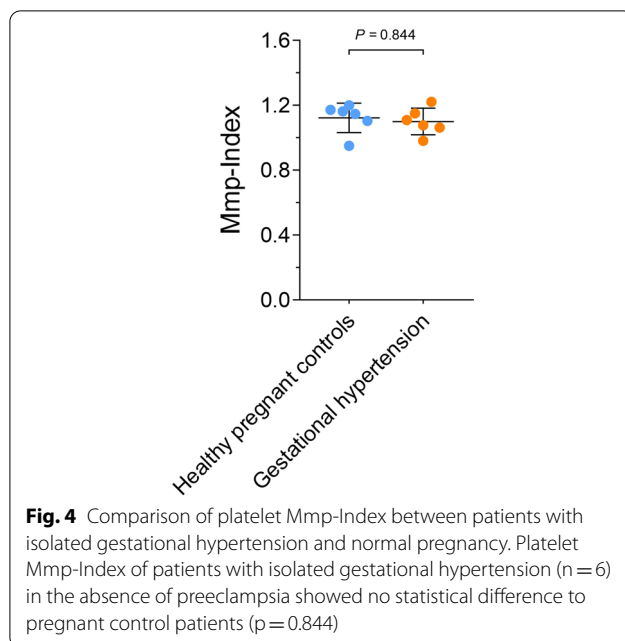 P = 0.844
1.6
1.2
0.8
0.4
0.0
Mmp-Index
Healthy pregnant controls
Gestational hypertension
Fig. 4 Comparison of platelet Mmp-Index between patients with
isolated gestational hypertension and normal pregnancy. Platelet
Mmp-Index of patients with isolated gestational hypertension (n = 6)
in the absence of preeclampsia showed no statistical difference to
pregnant control patients (p = 0.844)